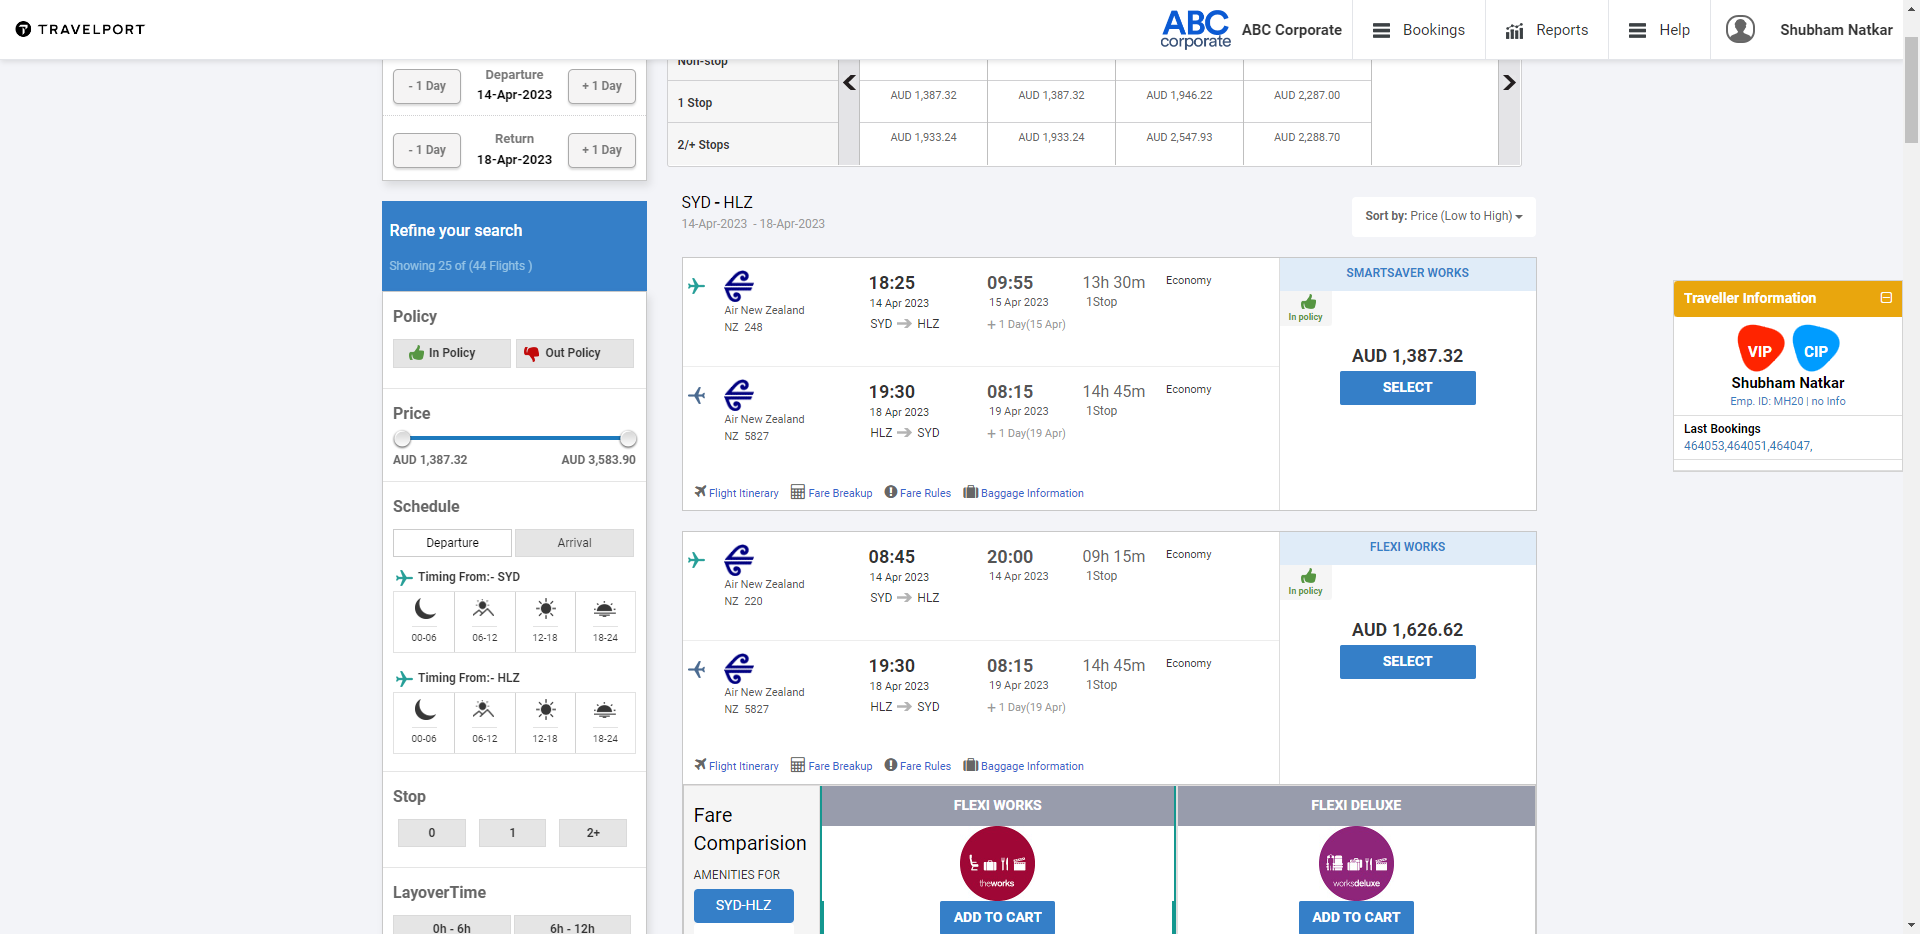 TRAVELPORT
ABC corporate
ABC Corporate
Bookings
Reports
Help
Shubham Natkar
- 1 Day
Departure
14-Apr-2023
+ 1 Day
- 1 Day
Return
18-Apr-2023
+ 1 Day
Non-stop
1 Stop
AUD 1,387.32
AUD 1,387.32
AUD 1,946.22
AUD 2,287.00
2/+ Stops
AUD 1,933.24
AUD 1,933.24
AUD 2,547.93
AUD 2,288.70
Refine your search
Showing 25 of (44 Flights )
Policy
In Policy
Out Policy
Price
AUD 1,387.32
AUD 3,583.90
Schedule
Departure
Arrival
Timing From:- SYD
00-06
06-12
12-18
18-24
Timing From:- HLZ
00-06
06-12
12-18
18-24
Stop
0
1
2+
LayoverTime
0h - 6h
6h - 12h
SYD - HLZ
14-Apr-2023 - 18-Apr-2023
Sort by: Price (Low to High)
Air New Zealand
NZ 248
18:25
14 Apr 2023
SYD HLZ
09:55
15 Apr 2023
+ 1 Day(15 Apr)
13h 30m
1Stop
Economy
Air New Zealand
NZ 5827
19:30
18 Apr 2023
HLZ SYD
08:15
19 Apr 2023
+ 1 Day(19 Apr)
14h 45m
1Stop
Economy
Flight Itinerary
Fare Breakup
Fare Rules
Baggage Information
SMARTSAVER WORKS
In policy
AUD 1,387.32
SELECT
Air New Zealand
NZ 220
08:45
14 Apr 2023
SYD HLZ
20:00
14 Apr 2023
09h 15m
1Stop
Economy
Air New Zealand
NZ 5827
19:30
18 Apr 2023
HLZ SYD
08:15
19 Apr 2023
+ 1 Day(19 Apr)
14h 45m
1Stop
Economy
Flight Itinerary
Fare Breakup
Fare Rules
Baggage Information
FLEXI WORKS
In policy
AUD 1,626.62
SELECT
Fare
Comparision
AMENITIES FOR
SYD-HLZ
FLEXI WORKS
theworks
ADD TO CART
FLEXI DELUXE
worksdeluxe
ADD TO CART
Traveller Information
VIP
CIP
Shubham Natkar
Emp. ID: MH20 | no Info
Last Bookings
464053,464051,464047,